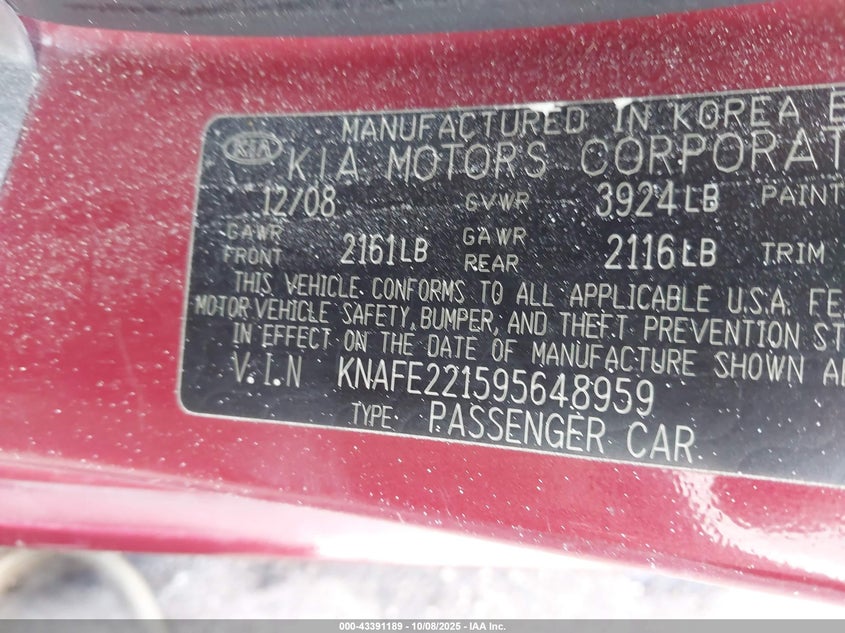 MANUFACTURED IN KOREA
KIA KIA MOTORS CORPORAT
12/08 GVWR 3924LB PAINT
GAWR FRONT 2161LB GAWR REAR 2116LB TRIM
THIS VEHICLE CONFORMS TO ALL APPLICABLE U.S.A. FE
MOTOR VEHICLE SAFETY, BUMPER, AND THEFT PREVENTION ST
IN EFFECT ON THE DATE OF MANUFACTURE SHOWN A
V.I.N KNAFE221595648959
TYPE PASSENGER CAR
000-43391189 - 10/08/2025 - IAA Inc.